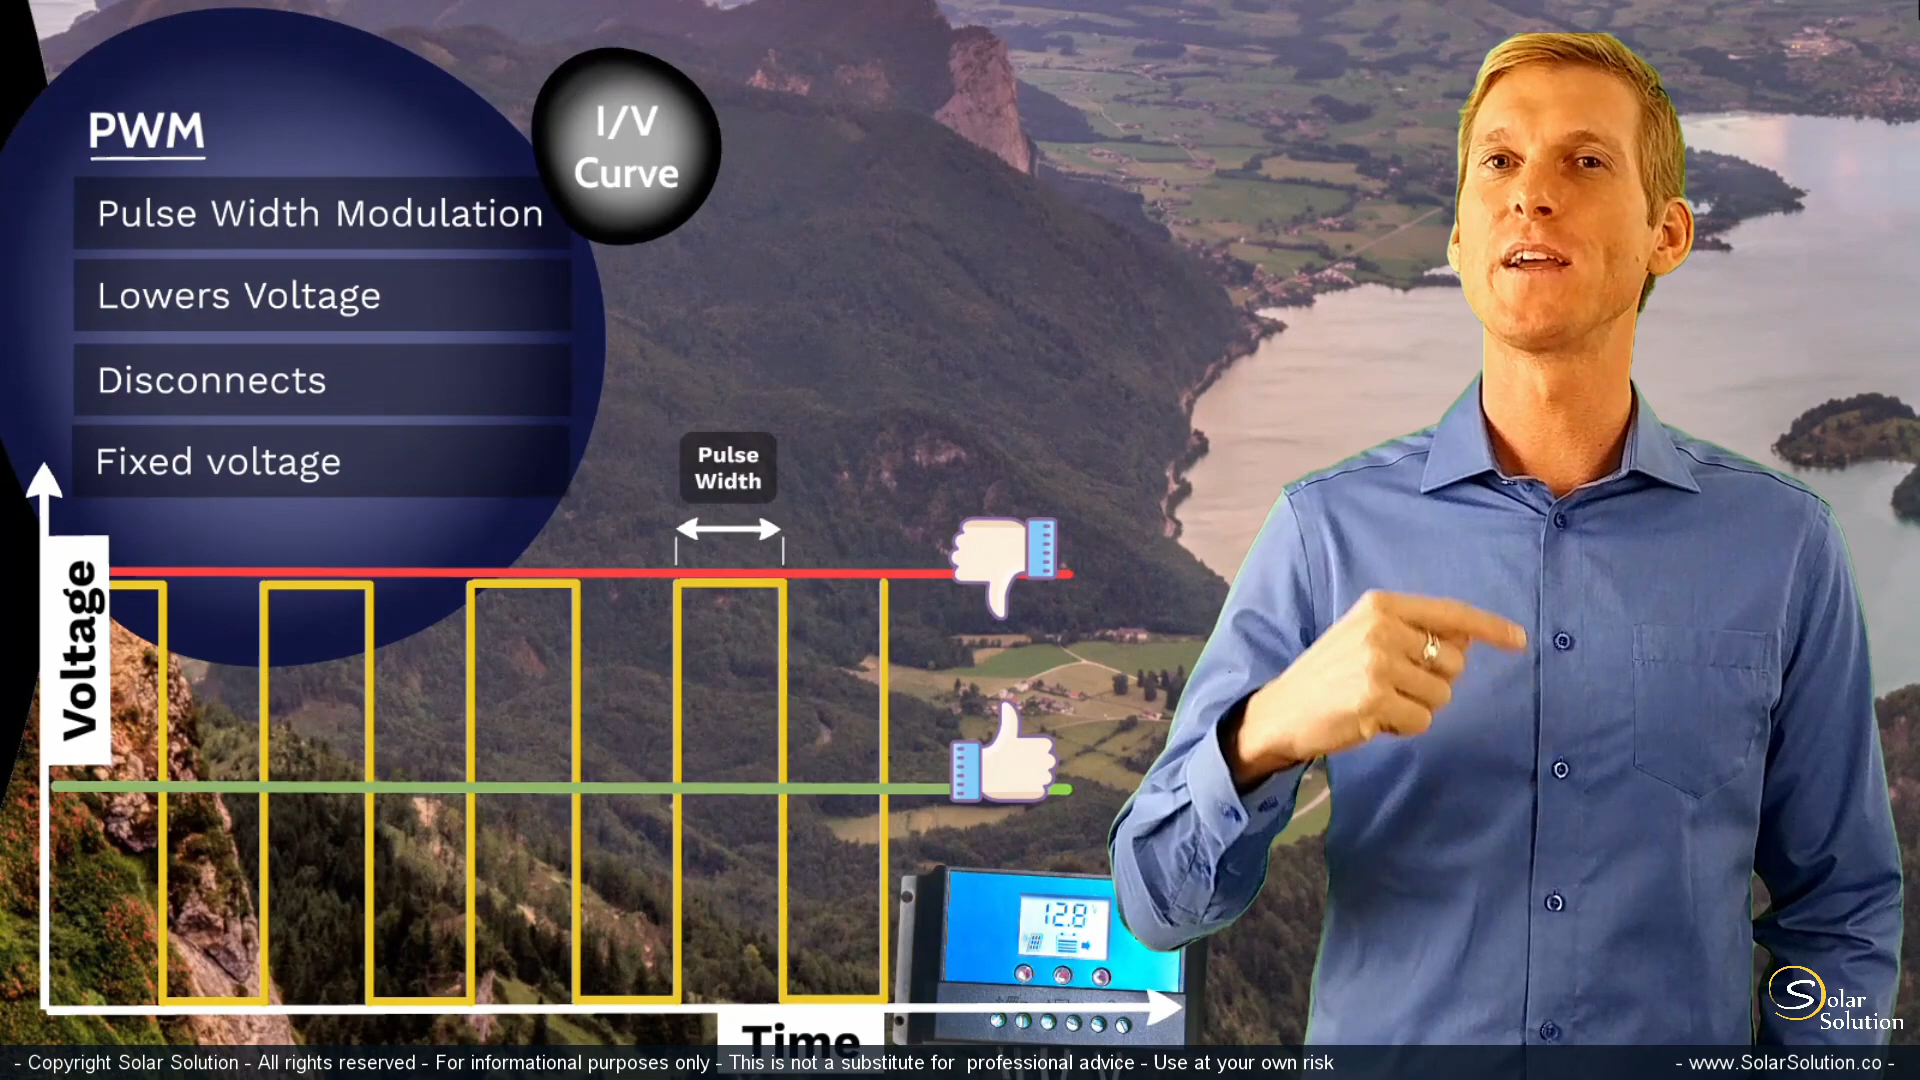 PWM
I/V
Curve
Pulse Width Modulation
Lowers Voltage
Disconnects
Fixed voltage
Pulse
Width
Voltage
12.8
Time
Solar
Solution
- Copyright Solar Solution - All rights reserved - For informational purposes only - This is not a substitute for professional advice - Use at your own risk
- www.SolarSolution.co -